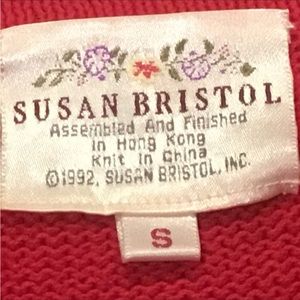 SUSAN BRISTOL
Assembled And Finished
In Hong Kong
Knit in China
©1992, SUSAN BRISTOL, INC.
S